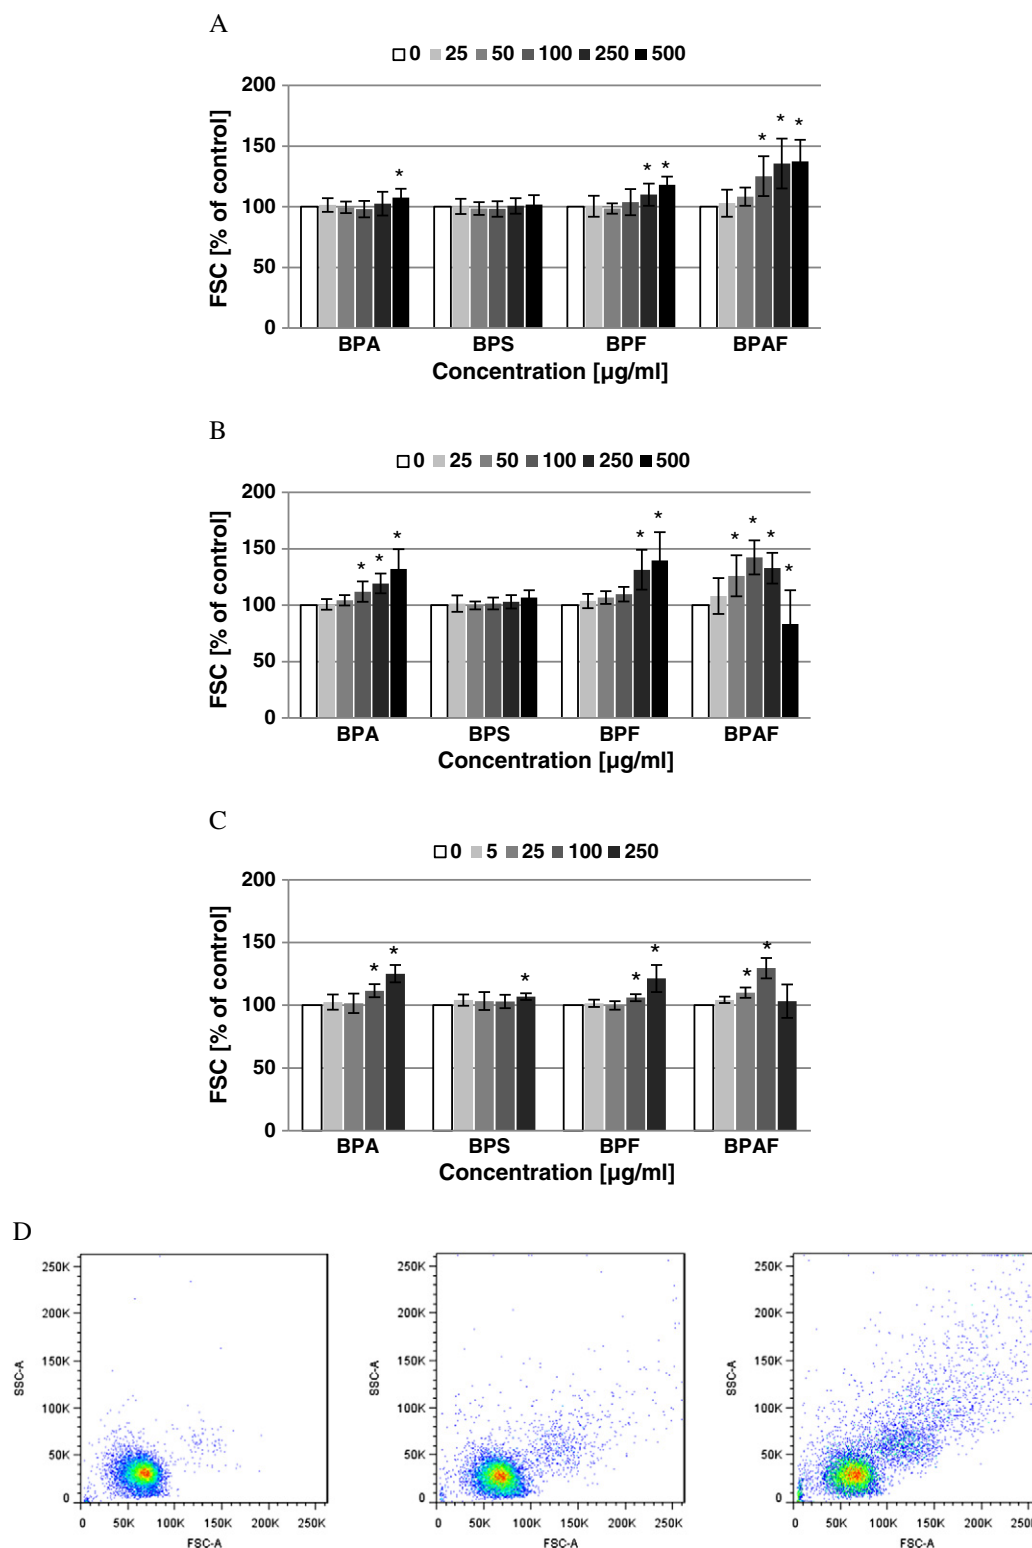 A
0 25 50 100 250 500
FSC [% of control]
200
150
100
50
0
* * * * * *
BPA BPS BPF BPAF
Concentration [µg/ml]
B
0 25 50 100 250 500
FSC [% of control]
200
150
100
50
0
* * * * * * * * *
BPA BPS BPF BPAF
Concentration [µg/ml]
C
0 5 25 100 250
FSC [% of control]
200
150
100
50
0
* * * * * * *
BPA BPS BPF BPAF
Concentration [µg/ml]
D
SSC-A
250K
200K
150K
100K
50K
0
0 50K 100K 150K 200K 250K
FSC-A
SSC-A
250K
200K
150K
100K
50K
0
0 50K 100K 150K 200K 250K
FSC-A
SSC-A
250K
200K
150K
100K
50K
0
0 50K 100K 150K 200K 250K
FSC-A